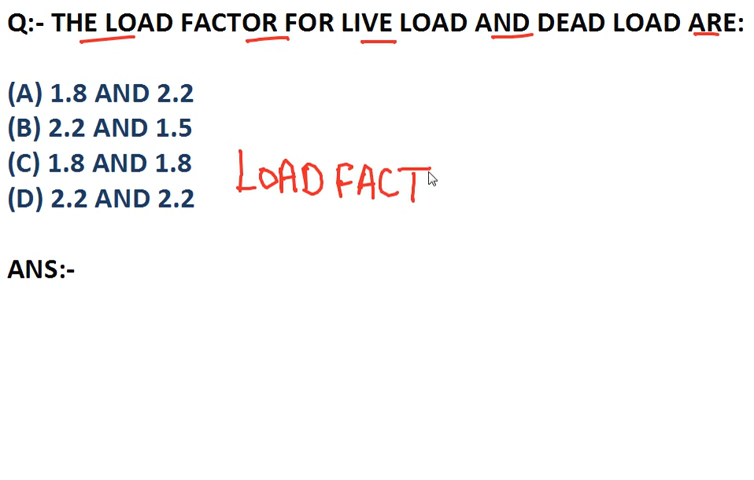 Q:- THE LOAD FACTOR FOR LIVE LOAD AND DEAD LOAD ARE:
(A) 1.8 AND 2.2
(B) 2.2 AND 1.5
(C) 1.8 AND 1.8
(D) 2.2 AND 2.2
LOAD FACT
ANS:-